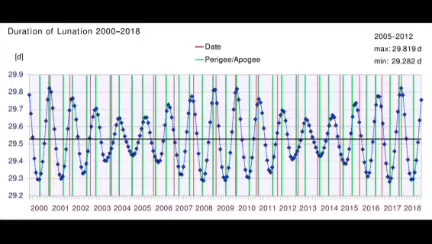 Duration of Lunation 2000-2018
2005-2012
Date
max: 29.819 d
[d]
Perigee/Apogee
min: 29.282 d
29.9
29.8
29.7
29.6
29.5
29.4
29.3
29.2
2000 2001 2002 2003 2004 2005 2006 2007 2008 2009 2010 2011 2012 2013 2014 2015 2016 2017 2018